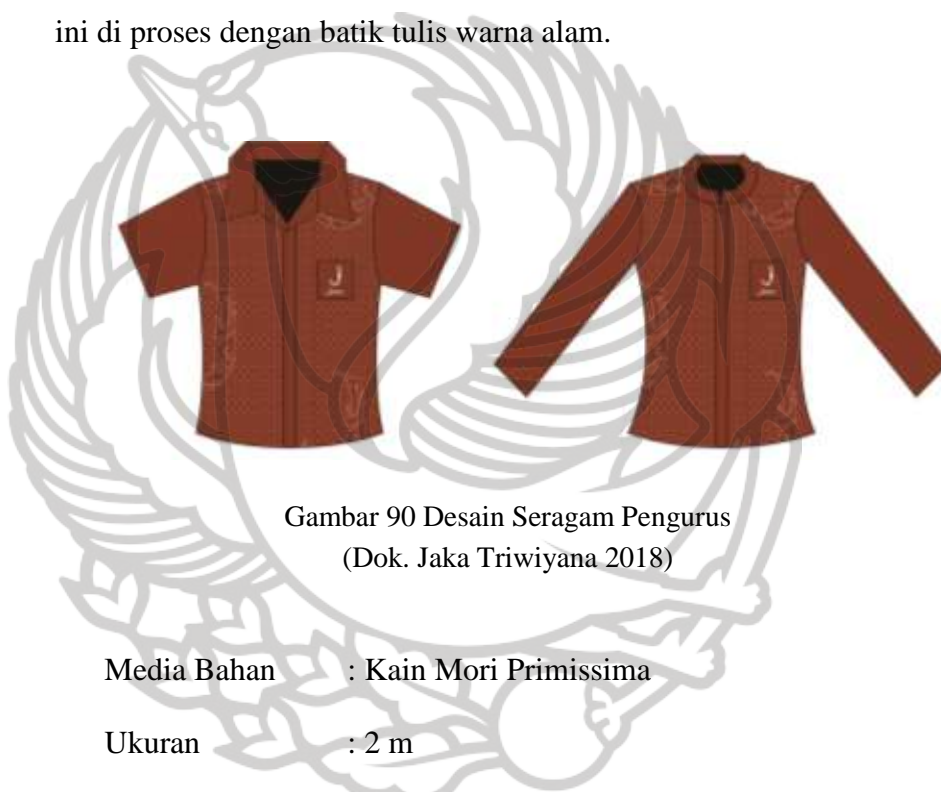 ini di proses dengan batik tulis warna alam.
J
J
Gambar 90 Desain Seragam Pengurus
(Dok. Jaka Triwiyana 2018)
Media Bahan : Kain Mori Primissima
Ukuran : 2 m